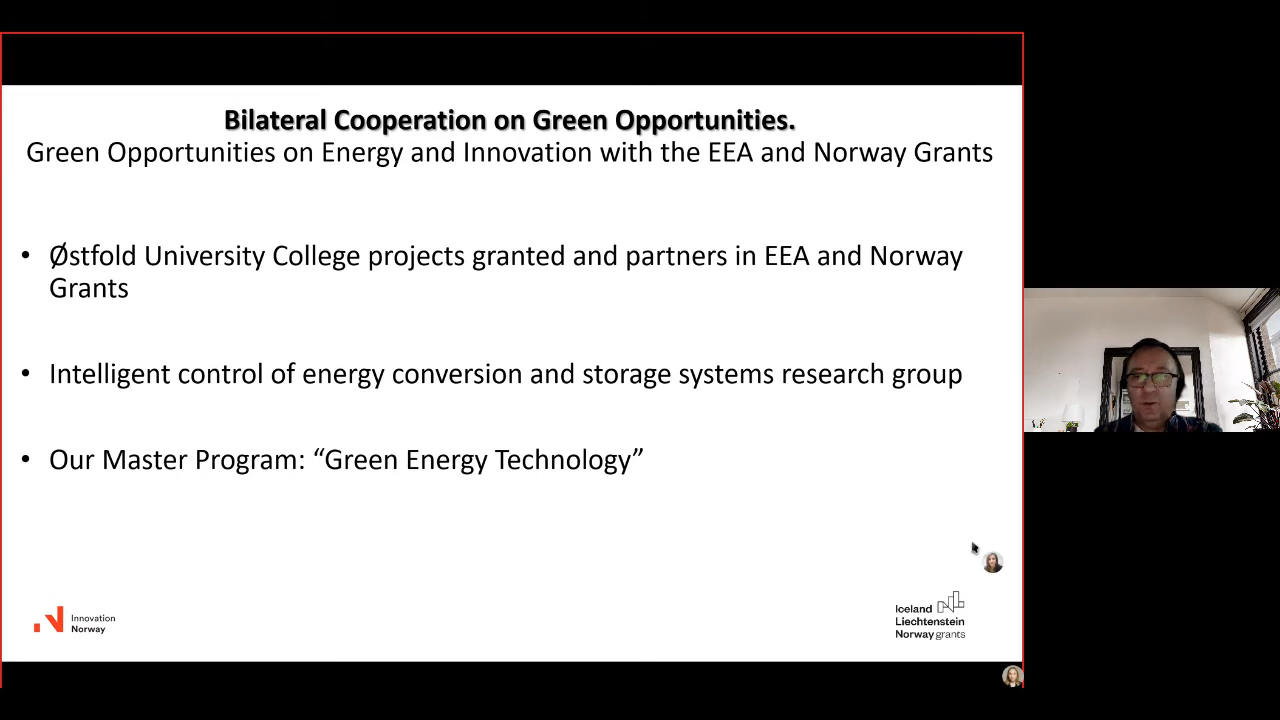 Bilateral Cooperation on Green Opportunities.
Green Opportunities on Energy and Innovation with the EEA and Norway Grants
• Østfold University College projects granted and partners in EEA and Norway
Grants
• Intelligent control of energy conversion and storage systems research group
• Our Master Program: “Green Energy Technology”
Innovation
Norway
Iceland
Liechtenstein
Norway grants